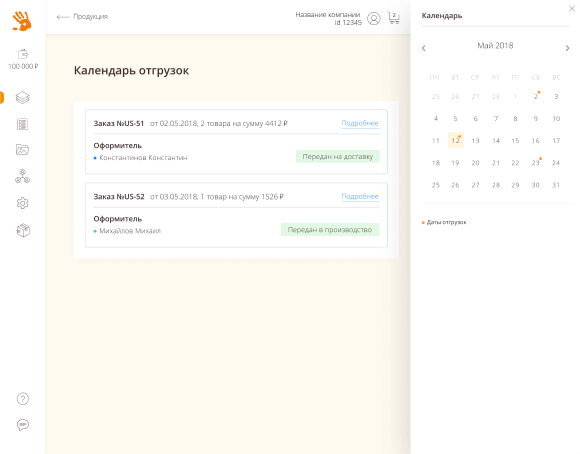 100 000 ₽
Продукция
Название компании
id 12345
2
Календарь отгрузок
Заказ №US-51 от 02.05.2018, 2 товара на сумму 4412 ₽ Подробнее
Оформитель
Константинов Константин
Передан на доставку
Заказ №US-52 от 03.05.2018, 1 товар на сумму 1526 ₽ Подробнее
Оформитель
Михайлов Михаил
Передан в производство
Календарь
Май 2018
ПН ВТ СР ЧТ ПТ СБ ВС
25 26 27 28 1 2 3
4 5 6 7 8 9 10
11 12 13 14 15 16 17
18 19 20 21 22 23 24
25 26 28 29 30 31
Даты отгрузок
?